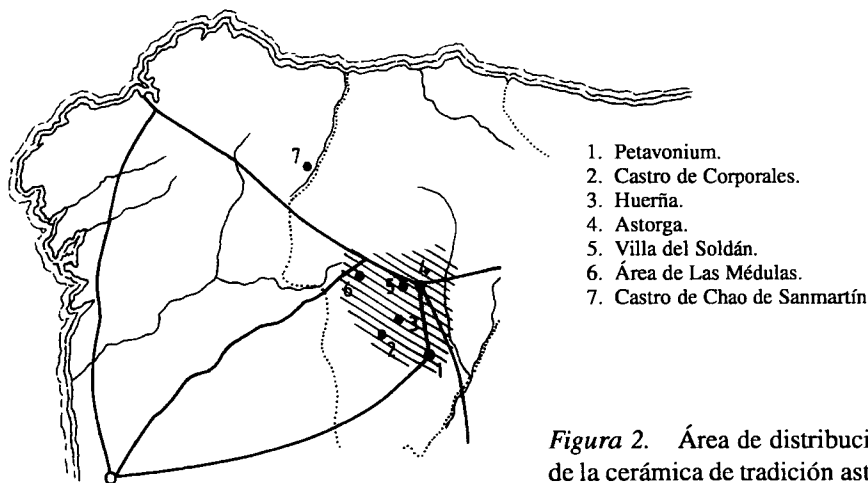 7
4
5
6
3
2
1
1. Petavonium.
2. Castro de Corporales.
3. Huerña.
4. Astorga.
5. Villa del Soldán.
6. Área de Las Médulas.
7. Castro de Chao de Sanmartín
Figura 2. Área de distribuci
de la cerámica de tradición ast